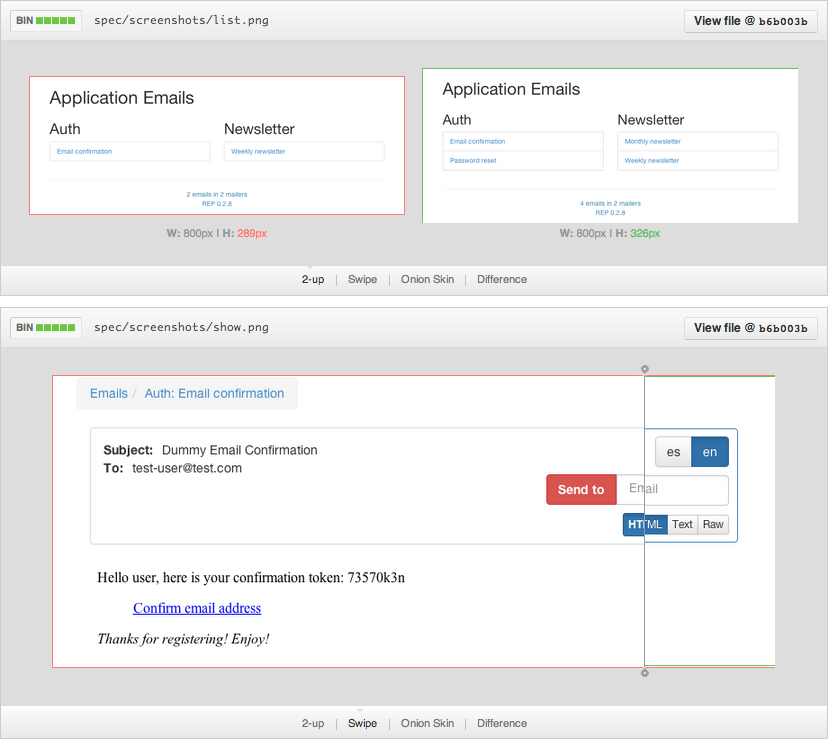 BIN spec/screenshots/list.png View file @ b6b003b
Application Emails
Auth Newsletter
Email confirmation Weekly newsletter
2 emails in 2 mailers
REP 0.2.8
W: 800px | H: 289px
Application Emails
Auth Newsletter
Email confirmation Monthly newsletter
Password reset Weekly newsletter
4 emails in 2 mailers
REP 0.2.8
W: 800px | H: 326px
2-up Swipe Onion Skin Difference
BIN spec/screenshots/show.png View file @ b6b003b
Emails / Auth: Email confirmation
Subject: Dummy Email Confirmation es en
To: test-user@test.com
Send to Email
HTML Text Raw
Hello user, here is your confirmation token: 73570k3n
Confirm email address
Thanks for registering! Enjoy!
2-up Swipe Onion Skin Difference